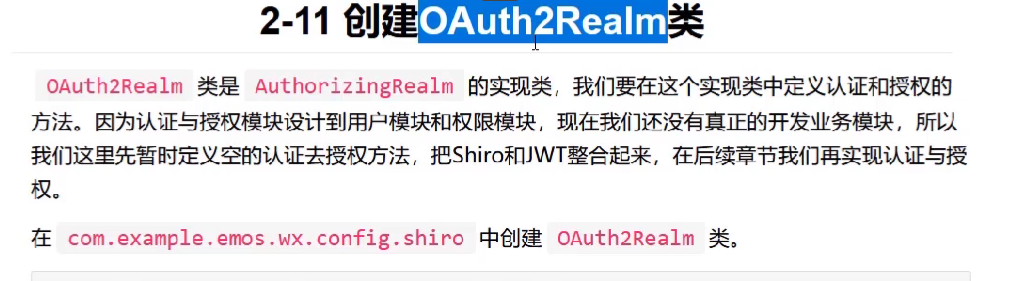 2-11 创建OAuth2Realm类
OAuth2Realm 类是 AuthorizingRealm 的实现类，我们要在这个实现类中定义认证和授权的
方法。因为认证与授权模块设计到用户模块和权限模块，现在我们还没有真正的开发业务模块，所以
我们这里先暂时定义空的认证去授权方法，把Shiro和JWT整合起来，在后续章节我们再实现认证与授
权。
在 com.example.emos.wx.config.shiro 中创建 OAuth2Realm 类。